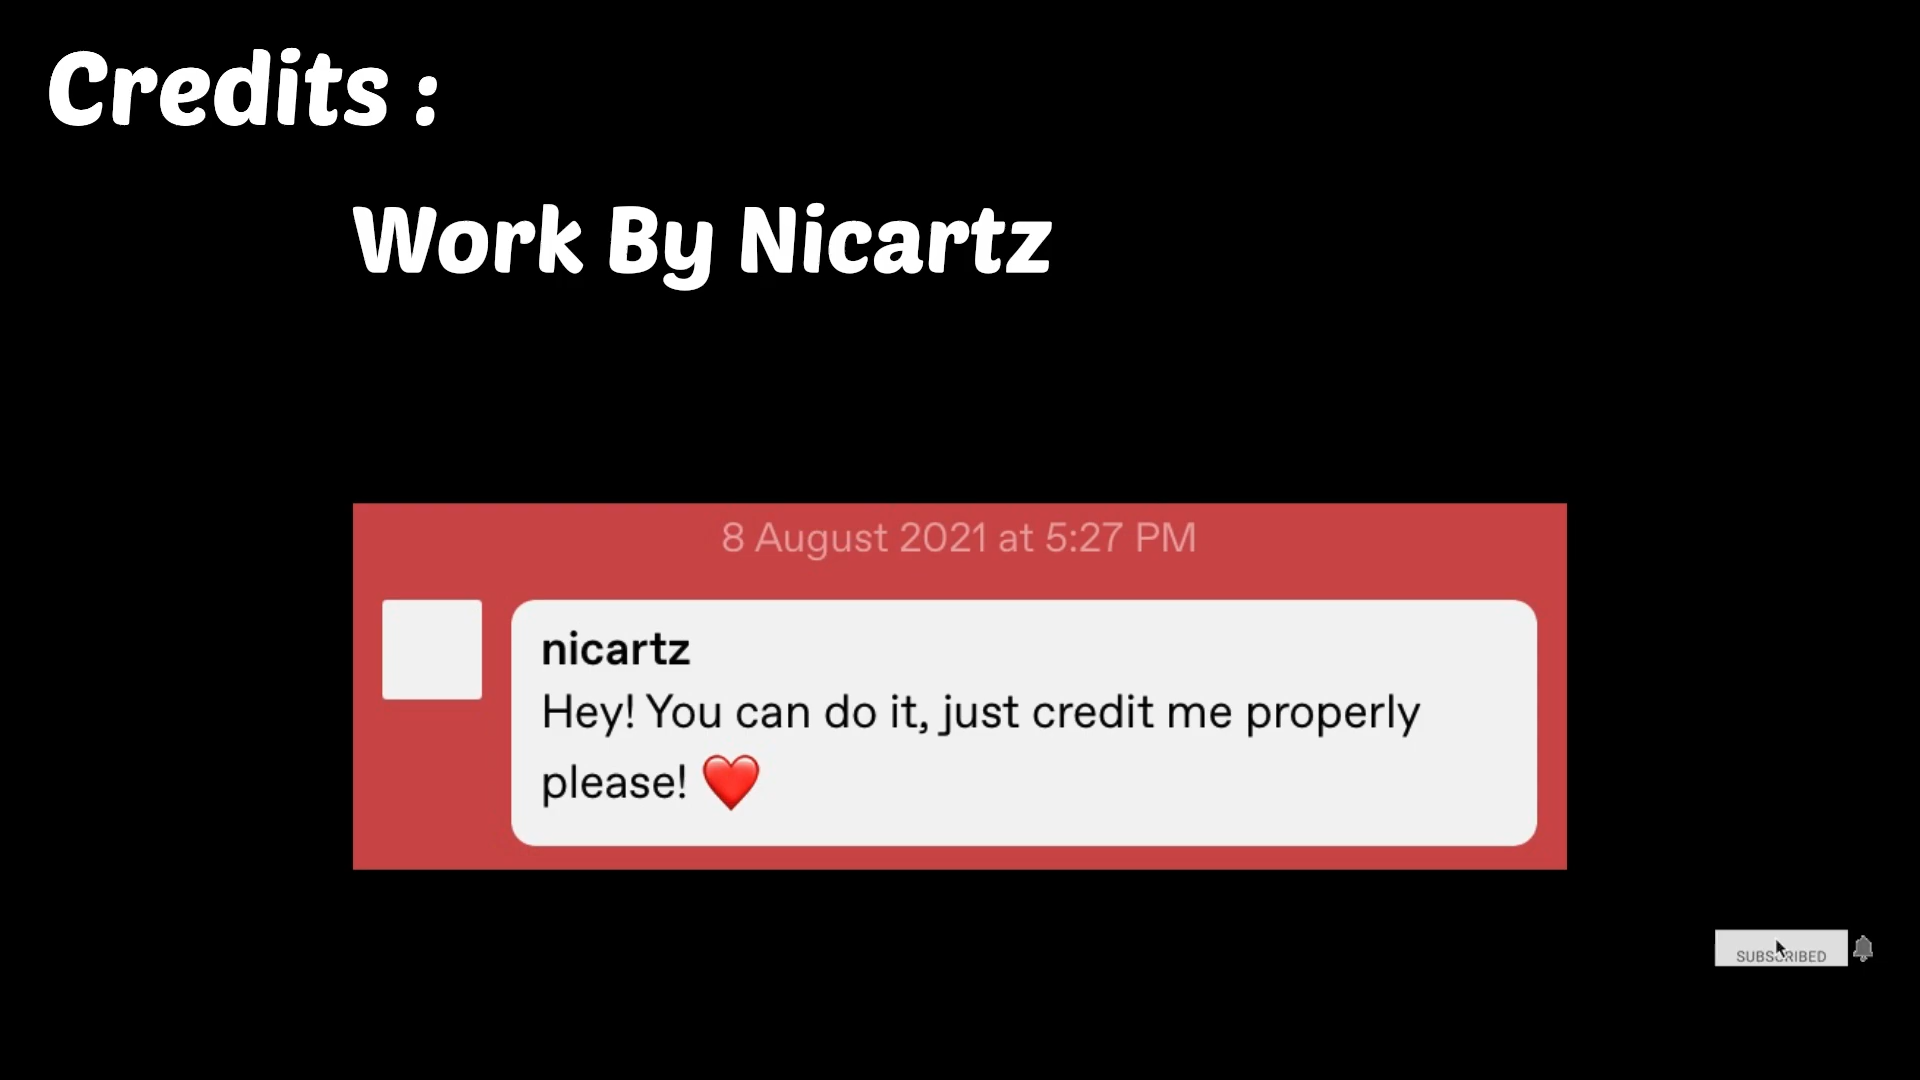 Credits :
Work By Nicartz
8 August 2021 at 5:27 PM
nicartz
Hey! You can do it, just credit me properly
please! ❤️
SUBSCRIBED